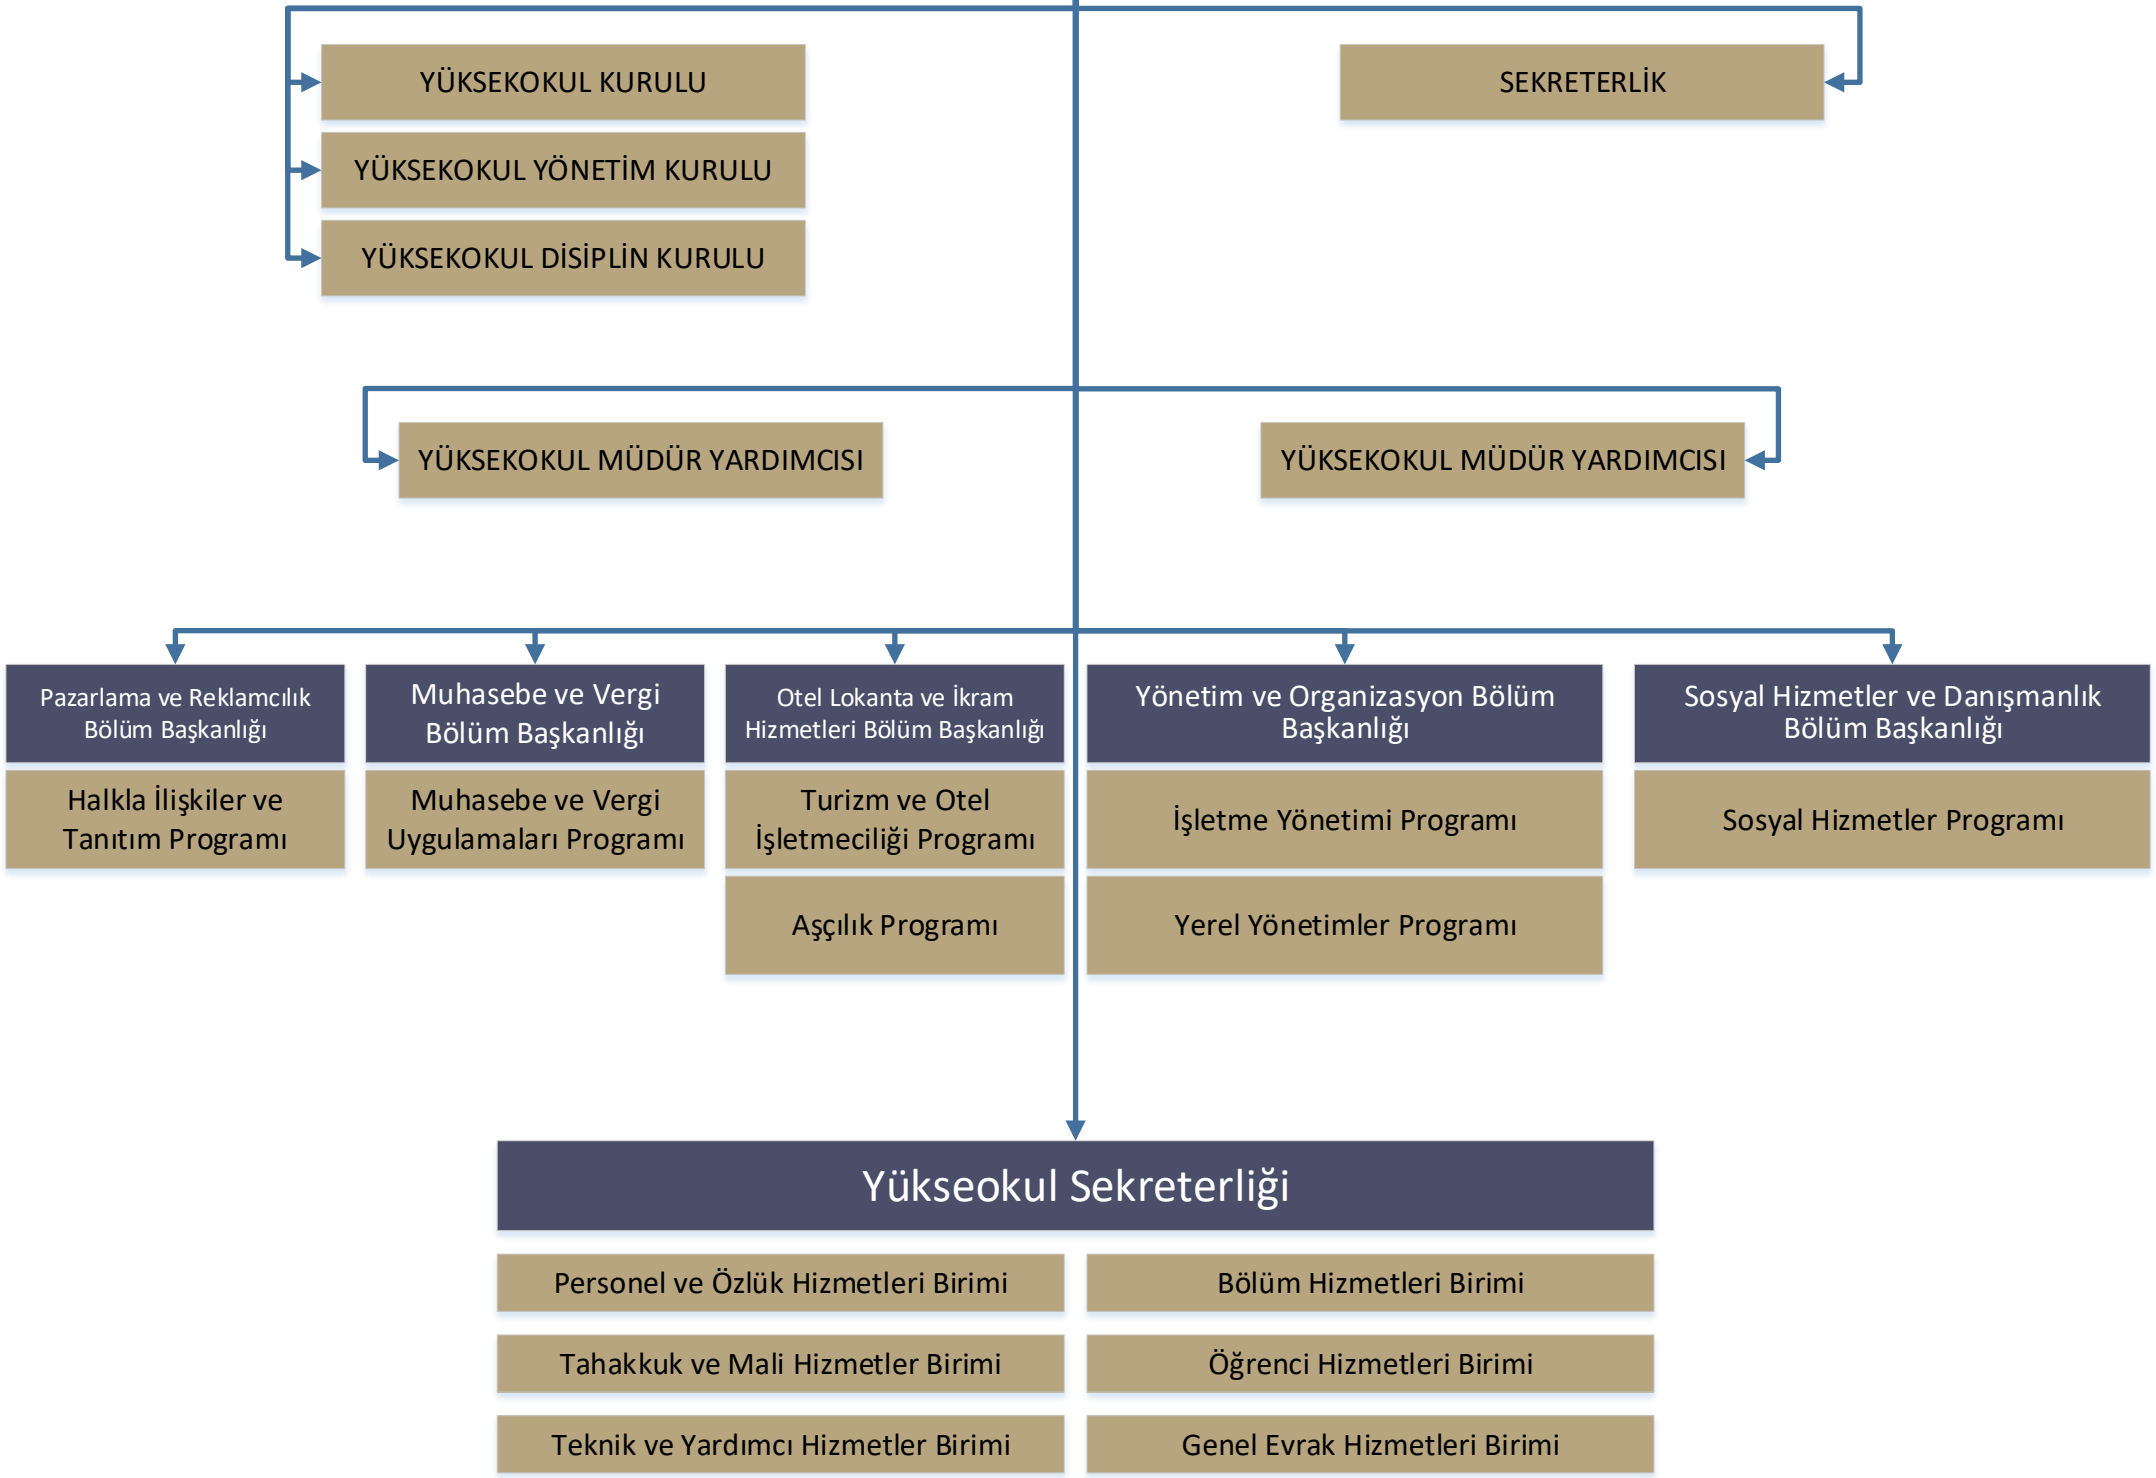 YÜKSEKOKUL KURULU
SEKRETERLİK
YÜKSEKOKUL YÖNETİM KURULU
YÜKSEKOKUL DİSİPLİN KURULU
YÜKSEKOKUL MÜDÜR YARDIMCISI
YÜKSEKOKUL MÜDÜR YARDIMCISI
Pazarlama ve Reklamcılık
Bölüm Başkanlığı
Muhasebe ve Vergi
Bölüm Başkanlığı
Otel Lokanta ve İkram
Hizmetleri Bölüm Başkanlığı
Yönetim ve Organizasyon Bölüm
Başkanlığı
Sosyal Hizmetler ve Danışmanlık
Bölüm Başkanlığı
Halkla İlişkiler ve
Tanıtım Programı
Muhasebe ve Vergi
Uygulamaları Programı
Turizm ve Otel
İşletmeciliği Programı
İşletme Yönetimi Programı
Sosyal Hizmetler Programı
Aşçılık Programı
Yerel Yönetimler Programı
Yükseokul Sekreterliği
Personel ve Özlük Hizmetleri Birimi
Bölüm Hizmetleri Birimi
Tahakkuk ve Mali Hizmetler Birimi
Öğrenci Hizmetleri Birimi
Teknik ve Yardımcı Hizmetler Birimi
Genel Evrak Hizmetleri Birimi